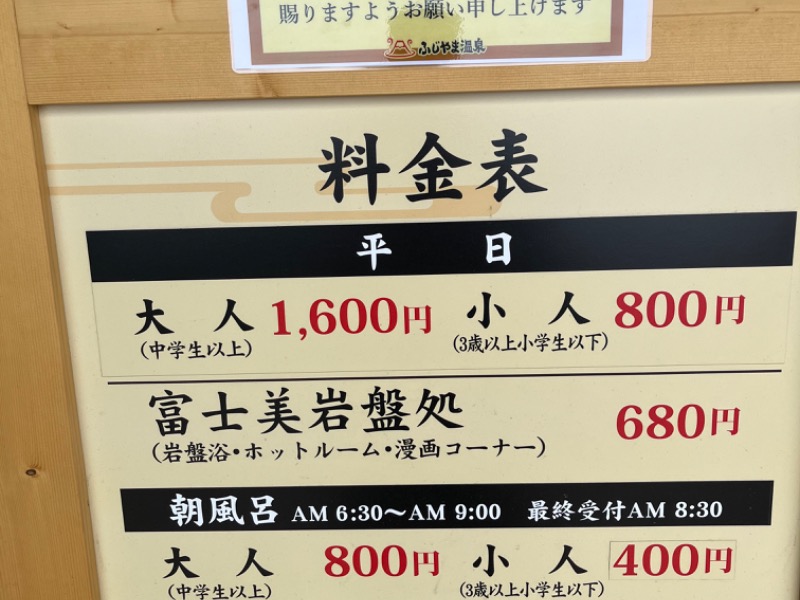 賜りますようお願い申し上げます
ふじやま温泉
料金表
平日
大人 1,600円 小人 800円
(中学生以上) (3歳以上小学生以下)
富士美岩盤処 680円
(岩盤浴・ホットルーム・漫画コーナー)
朝風呂 AM 6:30～AM 9:00 最終受付AM 8:30
大人 800円 小人 400円
(中学生以上) (3歳以上小学生以下)